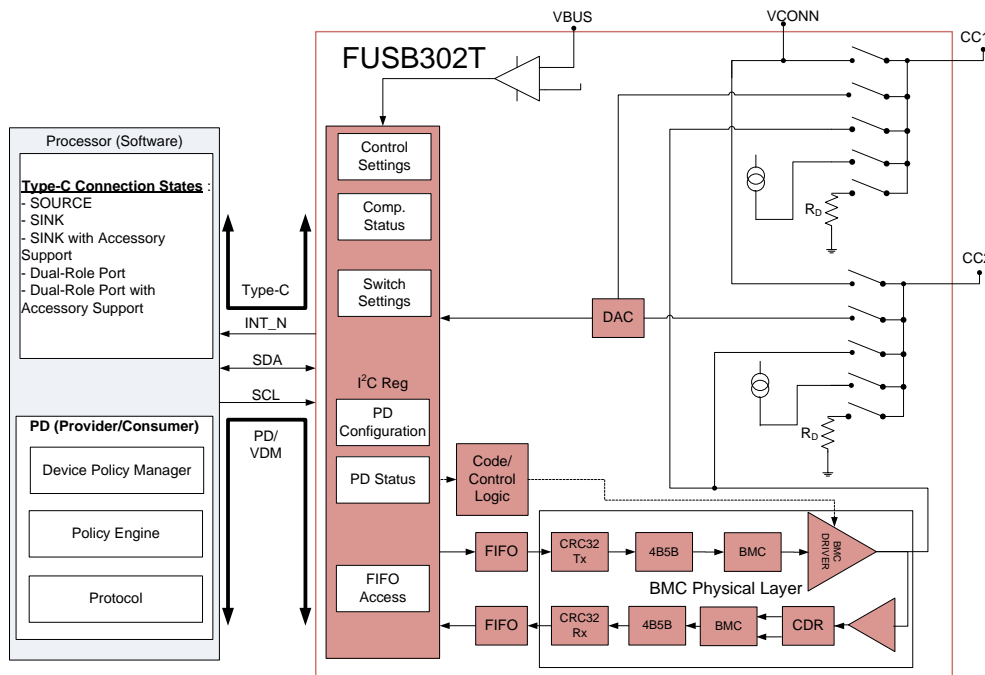 VBUS
VCONN
CC1
FUSB302T
Processor (Software)
Type-C Connection States :
- SOURCE
- SINK
- SINK with Accessory
Support
- Dual-Role Port
- Dual-Role Port with
Accessory Support
Type-C
INT_N
SDA
SCL
PD/
VDM
PD (Provider/Consumer)
Device Policy Manager
Policy Engine
Protocol
Control
Settings
Comp.
Status
Switch
Settings
I²C Reg
PD
Configuration
PD Status
FIFO
Access
Code/
Control
Logic
DAC
RD
CC2
RD
FIFO
CRC32
Tx
4B5B
BMC
BMC
DRIVER
BMC Physical Layer
FIFO
CRC32
Rx
4B5B
BMC
CDR